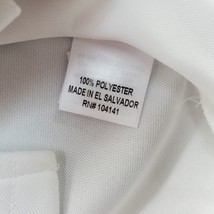 100% POLYESTER
MADE IN EL SALVADOR
RN# 104141